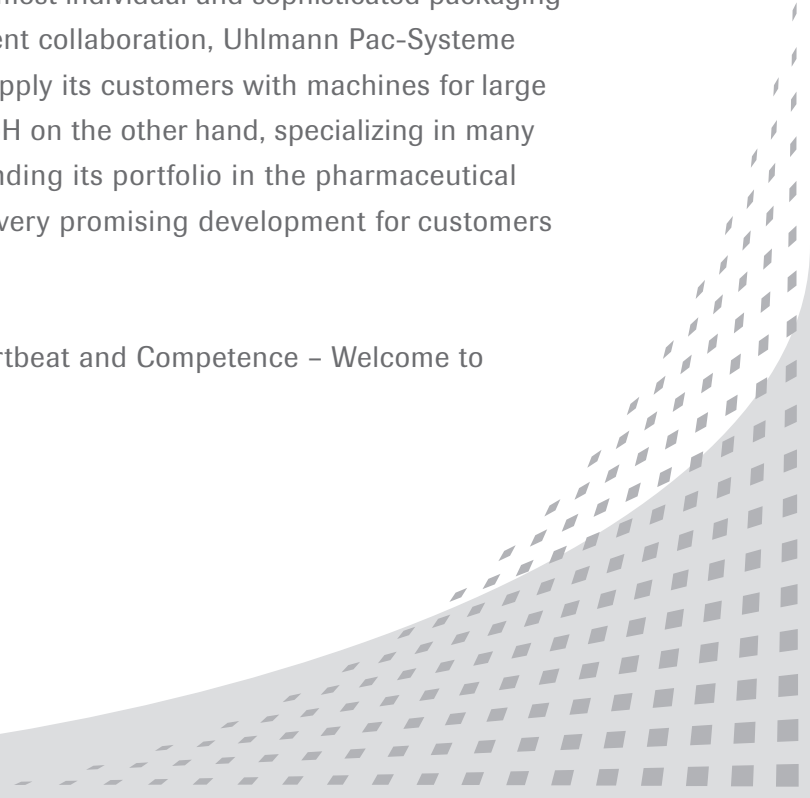 most individual and sophisticated packaging
ent collaboration, Uhlmann Pac-Systeme
pply its customers with machines for large
H on the other hand, specializing in many
nding its portfolio in the pharmaceutical
very promising development for customers
rtbeat and Competence – Welcome to